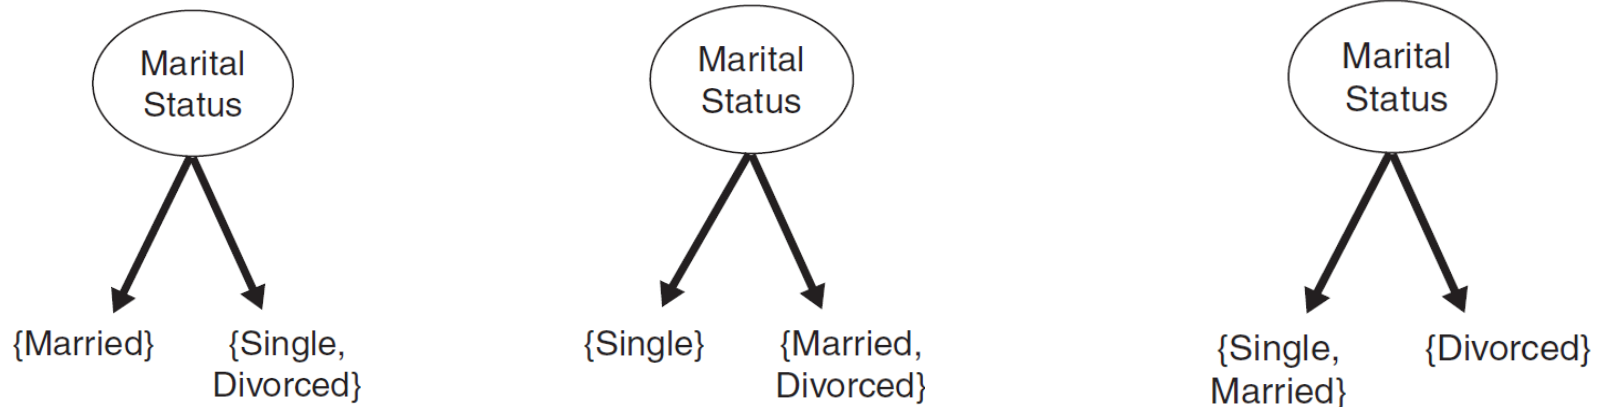 Marital
Status
{Married}
{Single,
Divorced}
Marital
Status
{Single}
{Married,
Divorced}
Marital
Status
{Single,
Married}
{Divorced}